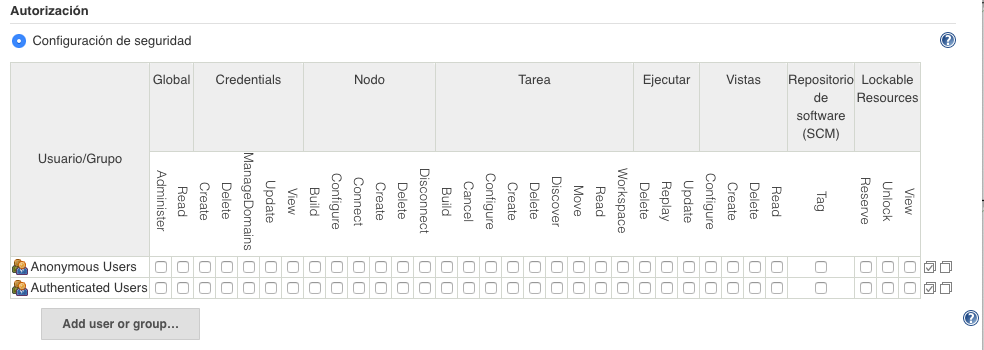 Autorización
Configuración de seguridad
Usuario/Grupo
Global
Credentials
Nodo
Tarea
Ejecutar
Vistas
Repositorio
de
software
(SCM)
Lockable
Resources
Administer
Read
Create
Delete
ManageDomains
Update
View
Build
Configure
Connect
Create
Delete
Disconnect
Build
Cancel
Configure
Create
Delete
Discover
Move
Read
Workspace
Delete
Replay
Update
Configure
Create
Delete
Read
Tag
Reserve
Unlock
View
Anonymous Users
Authenticated Users
Add user or group...